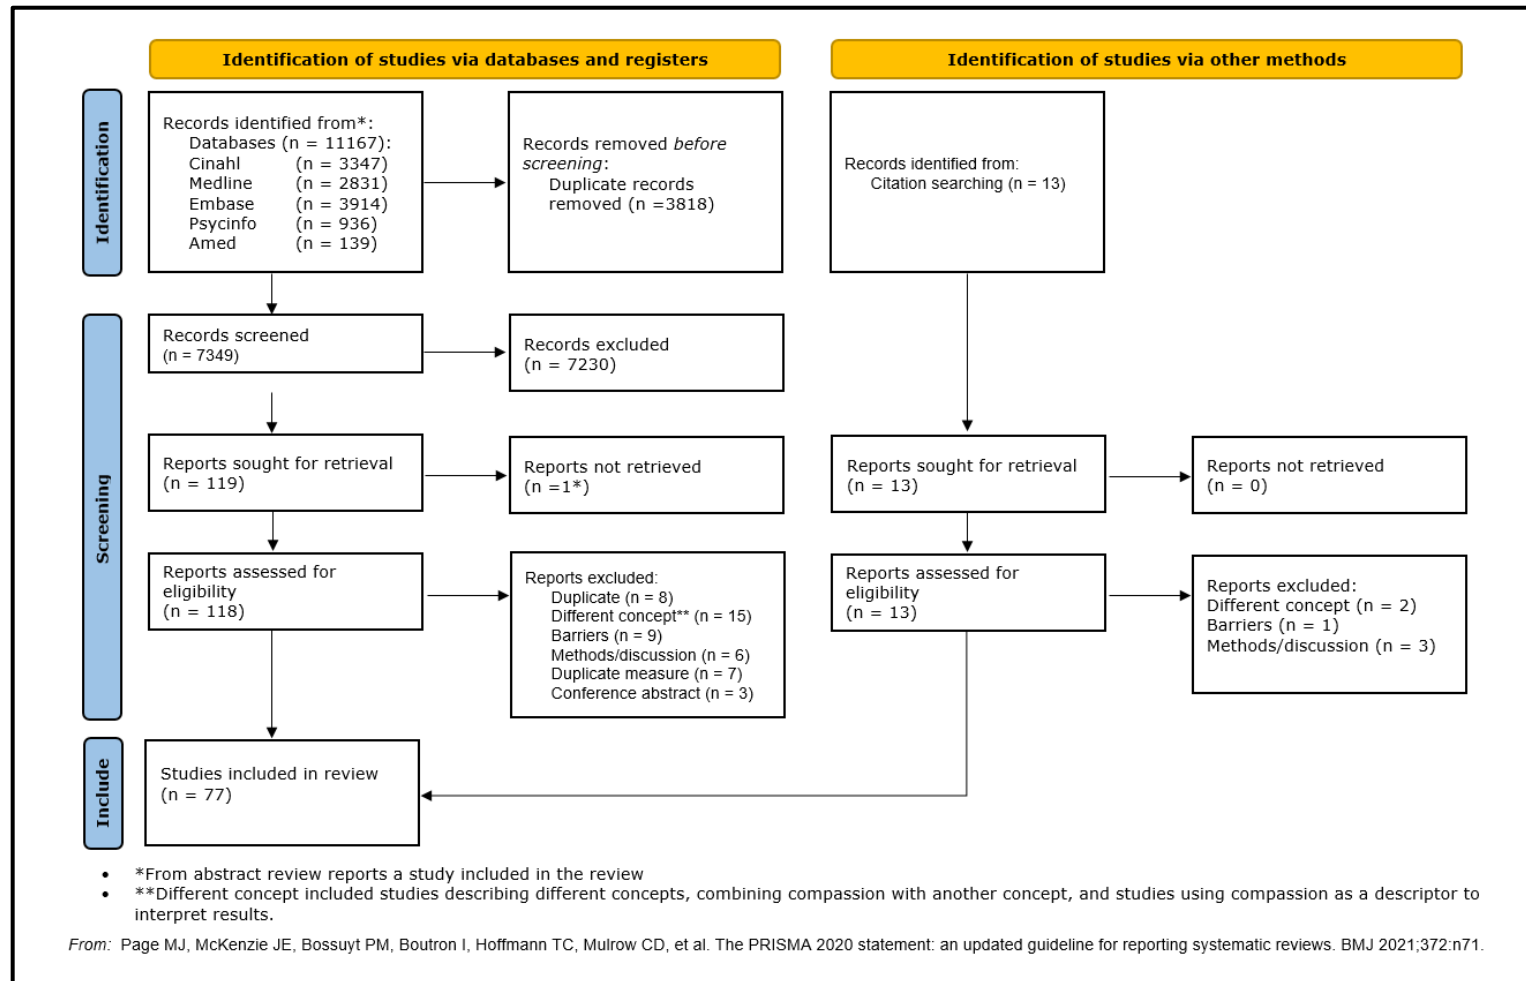 Identification of studies via databases and registers
Identification of studies via other methods
Identification
Records identified from*:
Databases (n = 11167):
Cinahl (n = 3347)
Medline (n = 2831)
Embase (n = 3914)
Psycinfo (n = 936)
Amed (n = 139)
Records removed before
screening:
Duplicate records
removed (n =3818)
Records identified from:
Citation searching (n = 13)
Screening
Records screened
(n = 7349)
Records excluded
(n = 7230)
Reports sought for retrieval
(n = 119)
Reports not retrieved
(n =1*)
Reports sought for retrieval
(n = 13)
Reports not retrieved
(n = 0)
Reports assessed for
eligibility
(n = 118)
Reports excluded:
Duplicate (n = 8)
Different concept** (n = 15)
Barriers (n = 9)
Methods/discussion (n = 6)
Duplicate measure (n = 7)
Conference abstract (n = 3)
Reports assessed for
eligibility
(n = 13)
Reports excluded:
Different concept (n = 2)
Barriers (n = 1)
Methods/discussion (n = 3)
Include
Studies included in review
(n = 77)
• *From abstract review reports a study included in the review
• **Different concept included studies describing different concepts, combining compassion with another concept, and studies using compassion as a descriptor to
interpret results.
From: Page MJ, McKenzie JE, Bossuyt PM, Boutron I, Hoffmann TC, Mulrow CD, et al. The PRISMA 2020 statement: an updated guideline for reporting systematic reviews. BMJ 2021;372:n71.